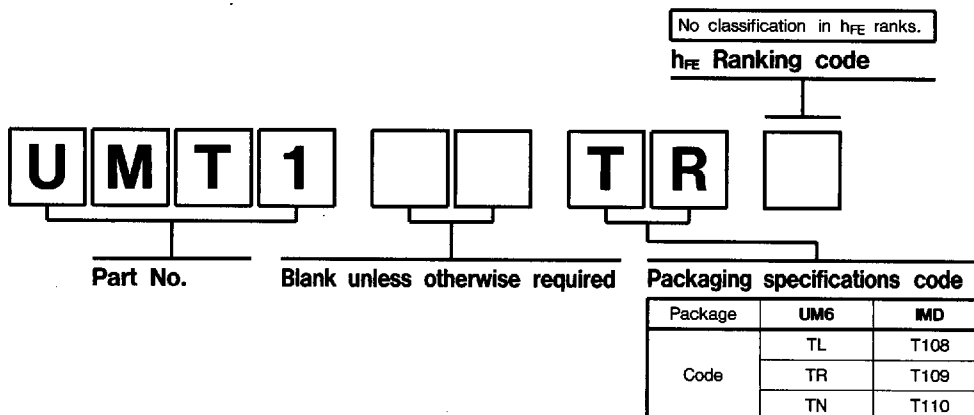 No classification in hFE ranks.
hFE Ranking code
U M T 1 T R
Part No. Blank unless otherwise required Packaging specifications code
Package UM6 IMD
Code
TL T108
TR T109
TN T110